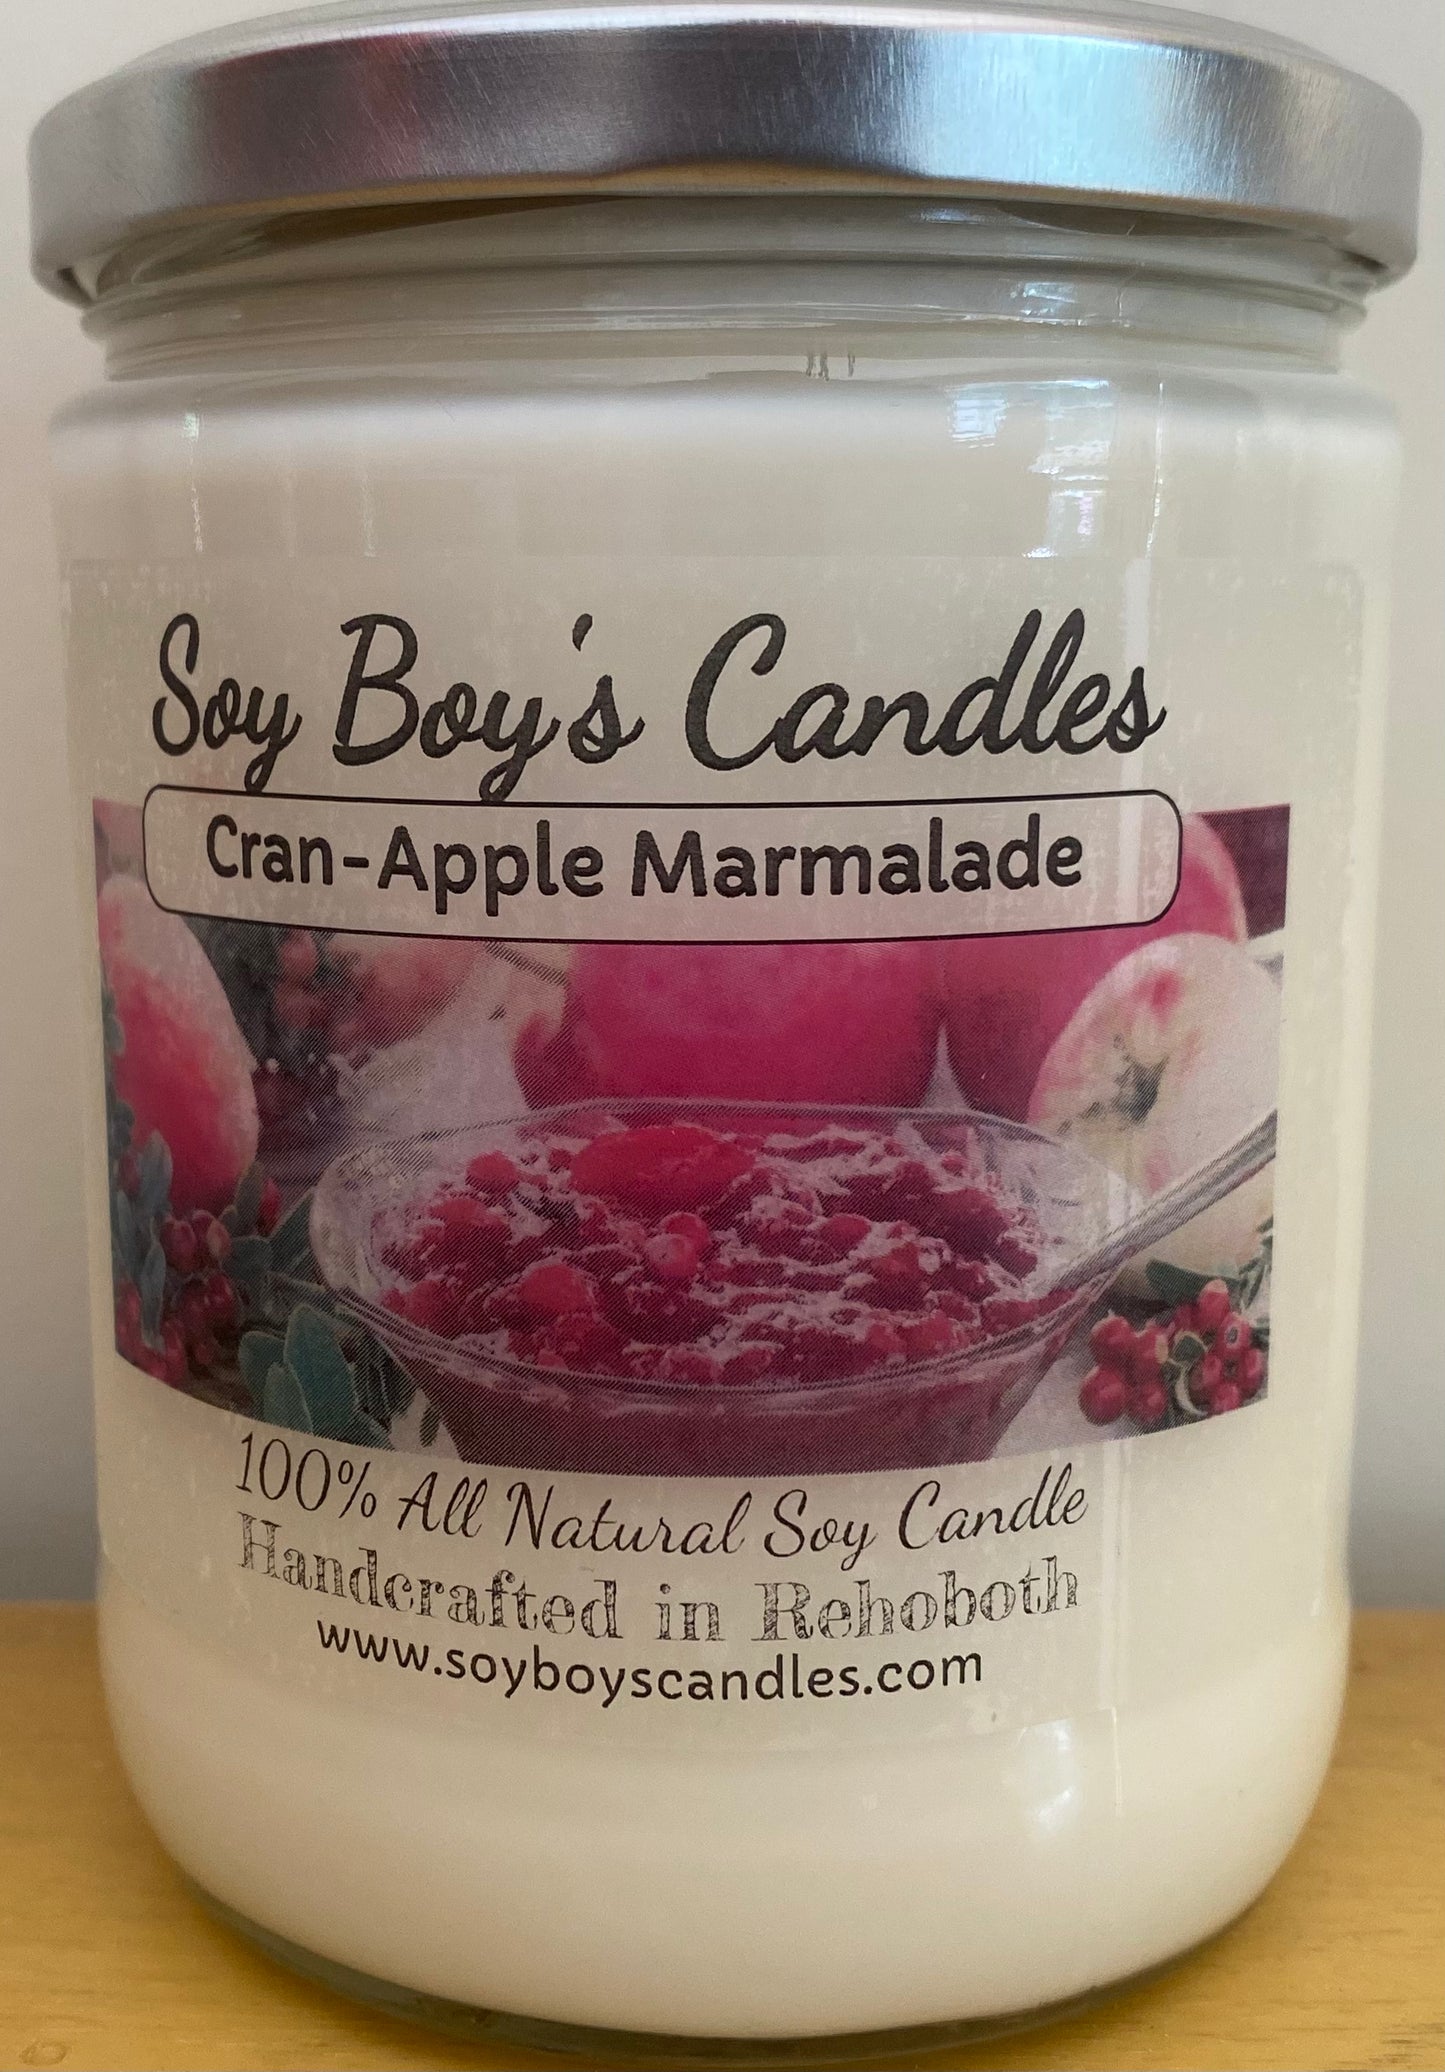 Soy Boy's Candles
Cran-Apple Marmalade
100% All Natural Soy Candle
Handcrafted in Rehoboth
www.soyboyscandles.com